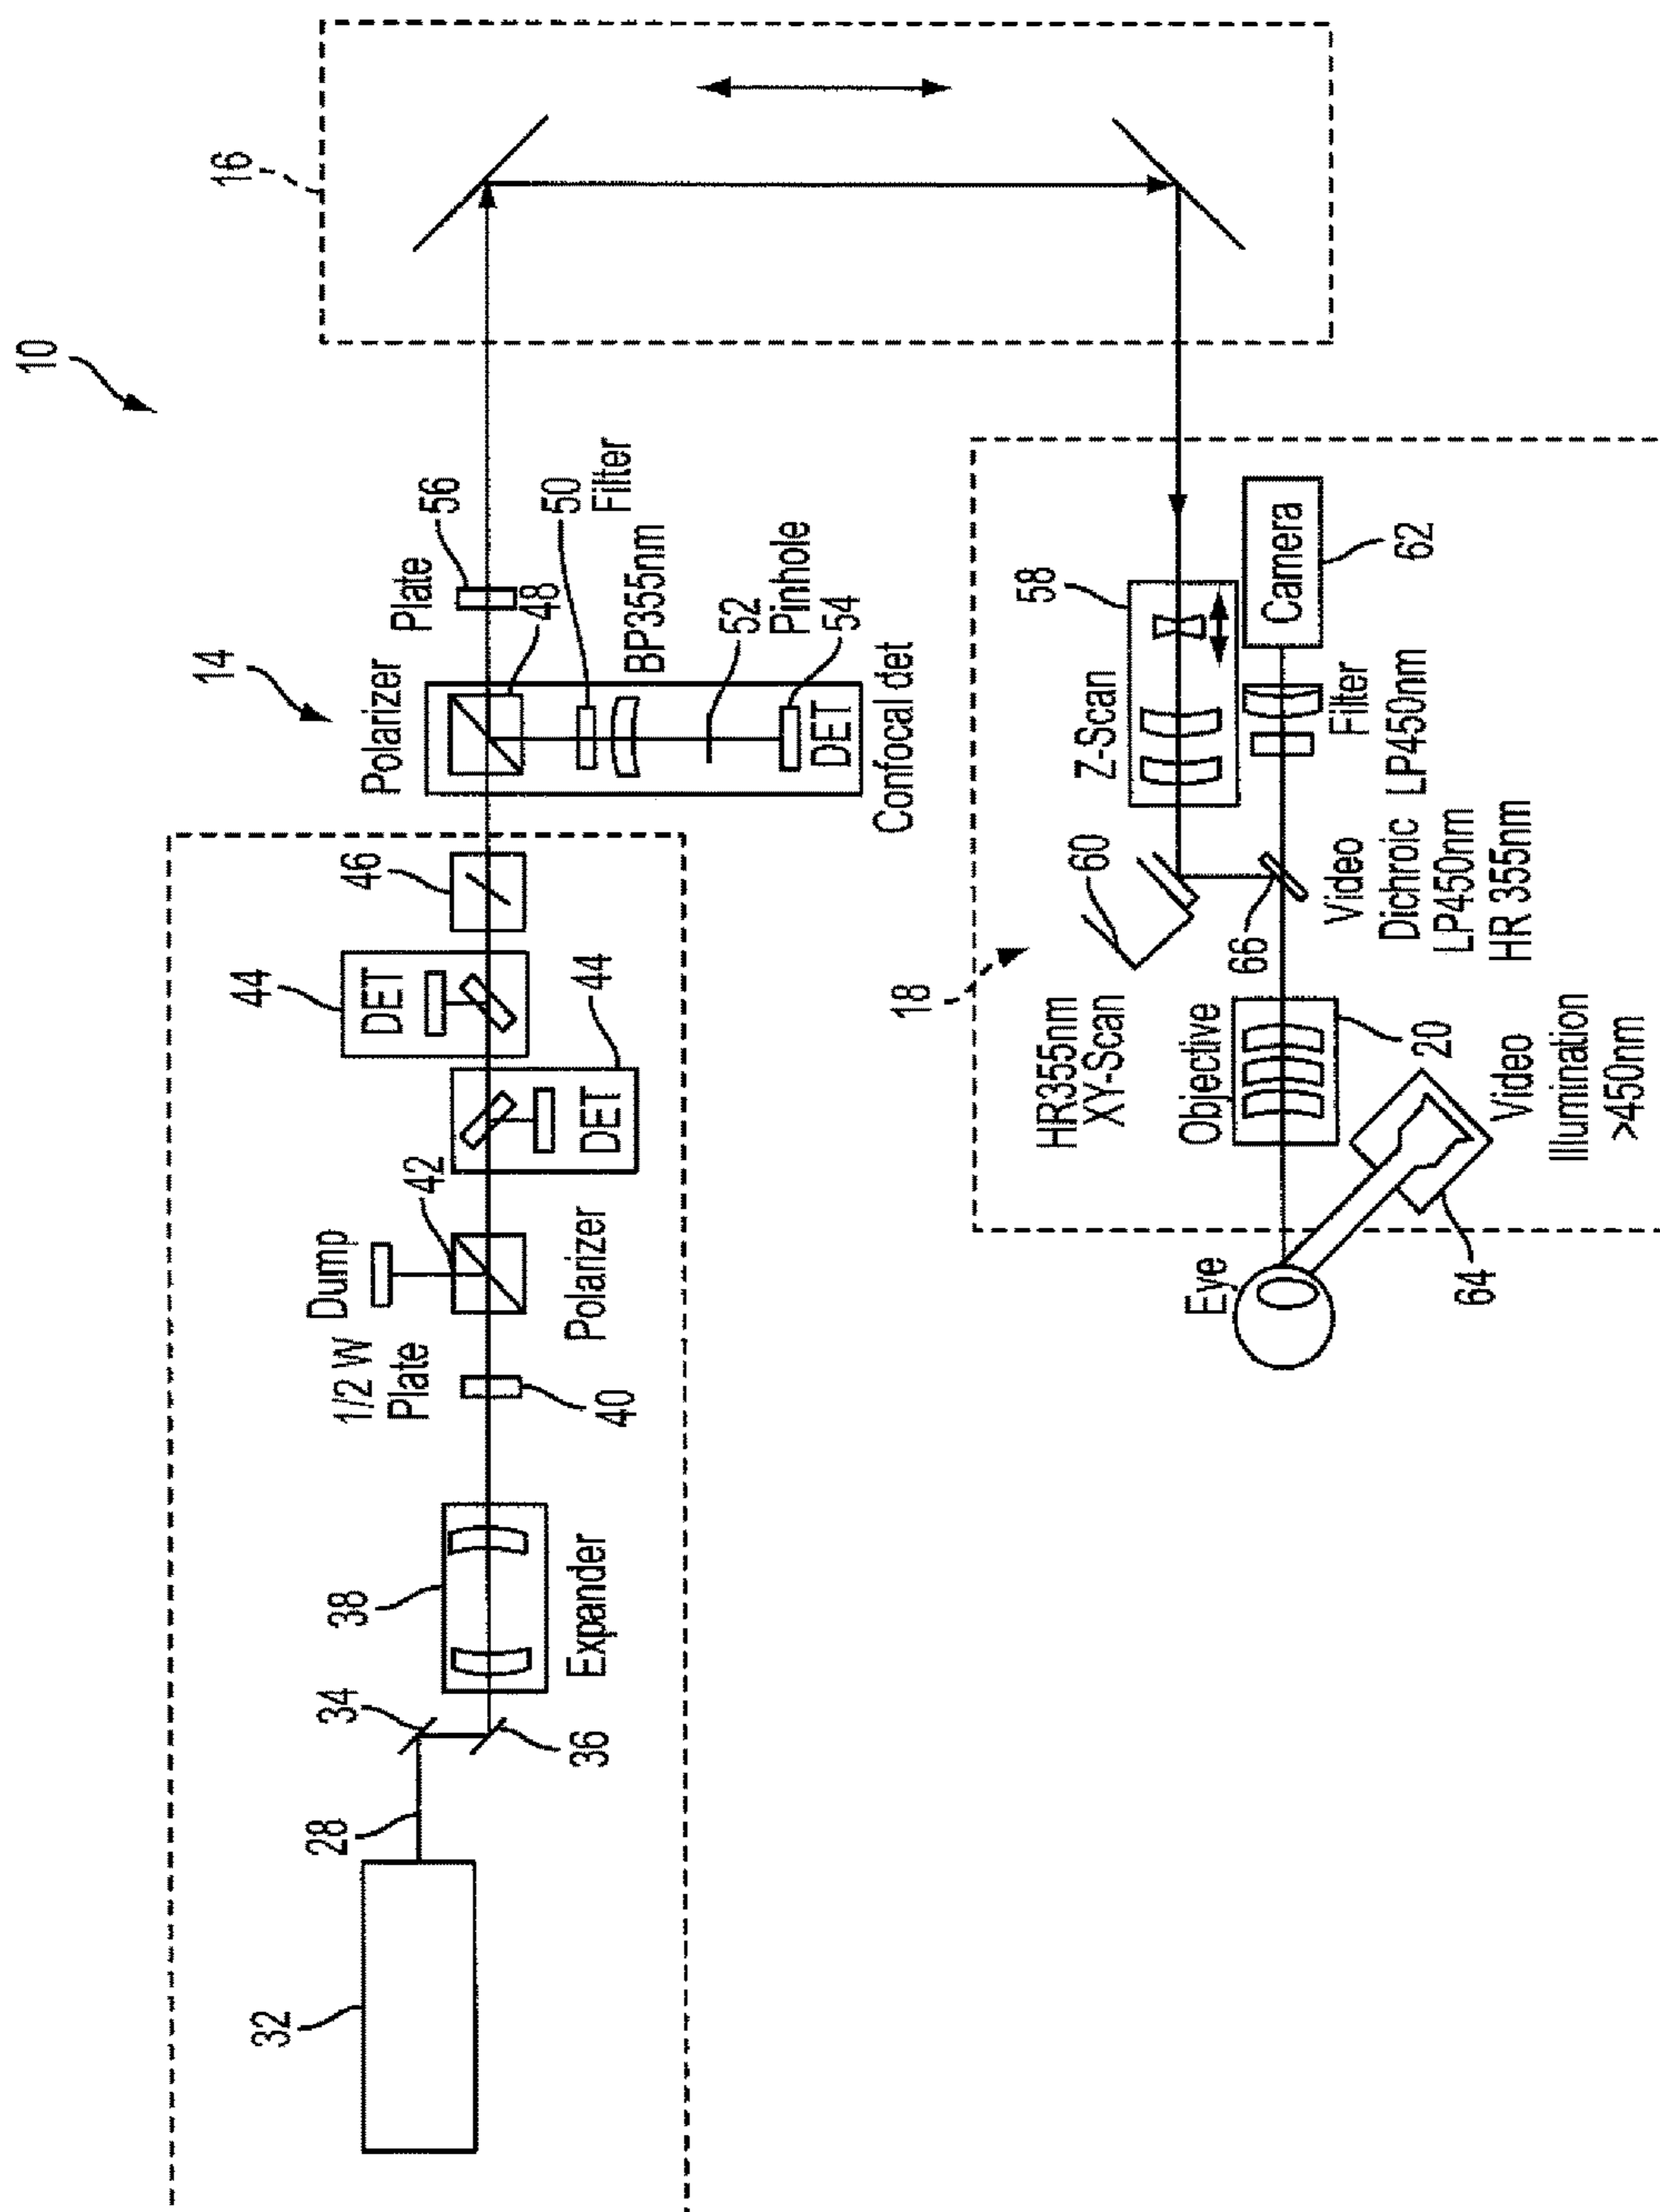 10
16
14
Polarizer
Plate
56
48
50
Filter
BP355nm
52
Pinhole
54
DET
Confocal det
32
28
34
36
38
Expander
1/2 W
Plate
40
Dump
42
Polarizer
44
DET
44
DET
46
18
HR355nm
XY-Scan
60
Z-Scan
58
Camera
62
Filter
LP450nm
66
Video
Dichroic
LP450nm
HR 355nm
Objective
20
Eye
64
Video
Illumination
>450nm